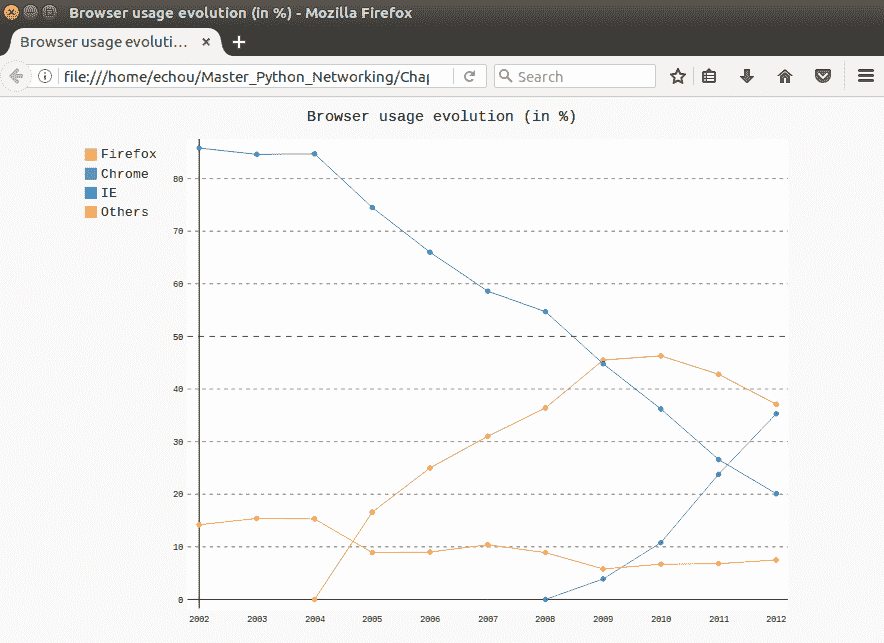 Browser usage evolution (in %) - Mozilla Firefox
Browser usage evoluti...
file:///home/echou/Master_Python_Networking/Chap
Search
Browser usage evolution (in %)
Firefox
Chrome
IE
Others
80
70
60
50
40
30
20
10
0
2002 2003 2004 2005 2006 2007 2008 2009 2010 2011 2012